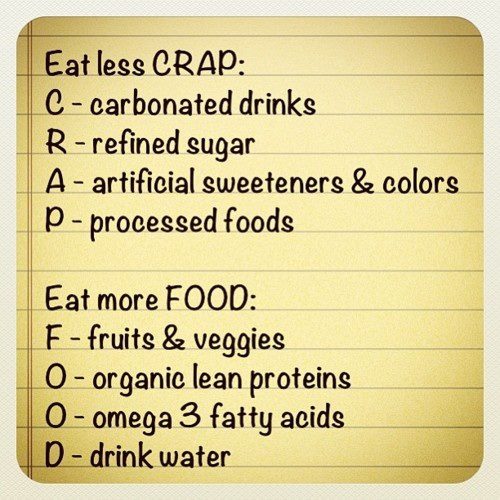 Eat less CRAP:
C - carbonated drinks
R - refined sugar
A - artificial sweeteners & colors
P - processed foods
Eat more FOOD:
F - fruits & veggies
O - organic lean proteins
O - omega 3 fatty acids
D - drink water